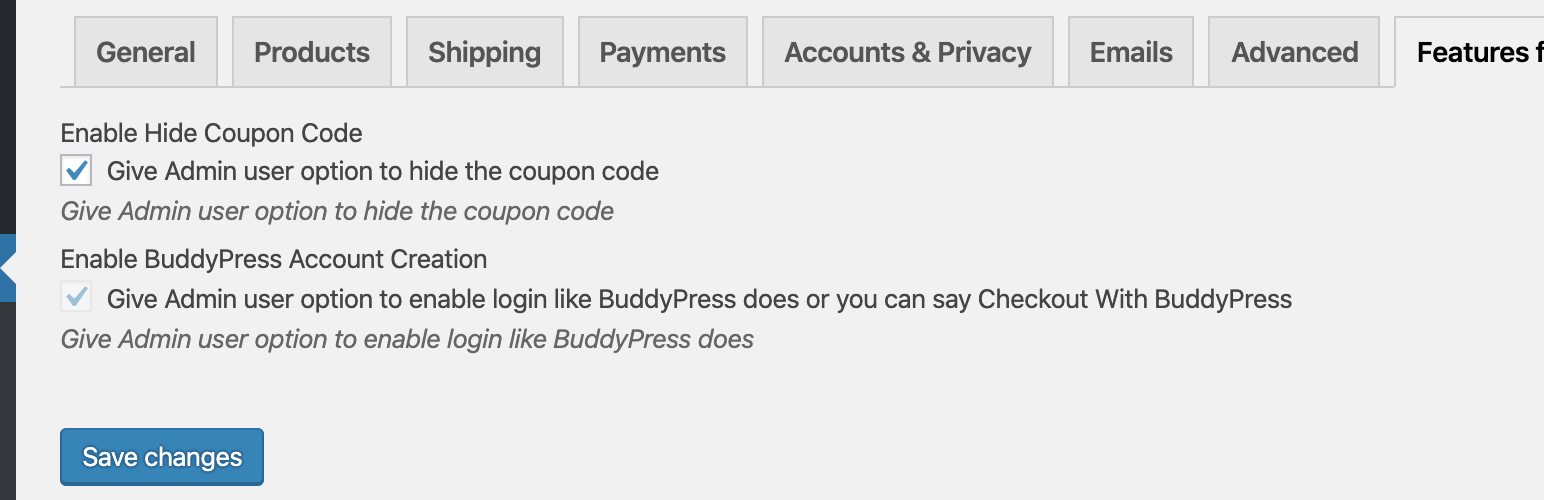 General Products Shipping Payments Accounts & Privacy Emails Advanced Features f
Enable Hide Coupon Code
Give Admin user option to hide the coupon code
Give Admin user option to hide the coupon code
Enable BuddyPress Account Creation
Give Admin user option to enable login like BuddyPress does or you can say Checkout With BuddyPress
Give Admin user option to enable login like BuddyPress does
Save changes